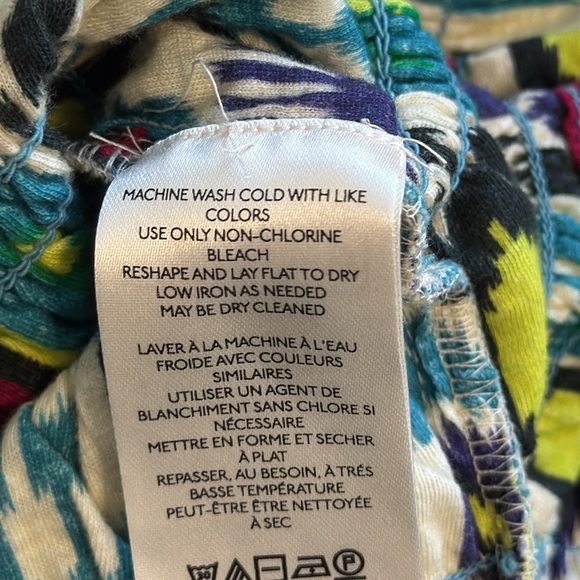 MACHINE WASH COLD WITH LIKE
COLORS
USE ONLY NON-CHLORINE
BLEACH
RESHAPE AND LAY FLAT TO DRY
LOW IRON AS NEEDED
MAY BE DRY CLEANED
LAVER À LA MACHINE À L'EAU
FROIDE AVEC COULEURS
SIMILAIRES
UTILISER UN AGENT DE
BLANCHIMENT SANS CHLORE SI
NÉCESSAIRE
METTRE EN FORME ET SECHER
À PLAT
REPASSER, AU BESOIN, À TRÉS
BASSE TEMPÉRATURE
PEUT-ÊTRE ÊTRE NETTOYÉE
À SEC
30 P